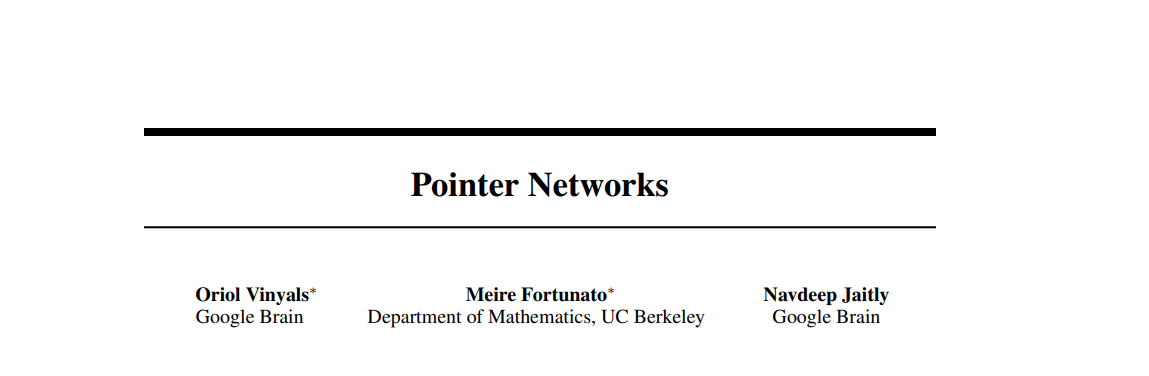 Pointer Networks
Oriol Vinyals* Meire Fortunato* Navdeep Jaitly
Google Brain Department of Mathematics, UC Berkeley Google Brain